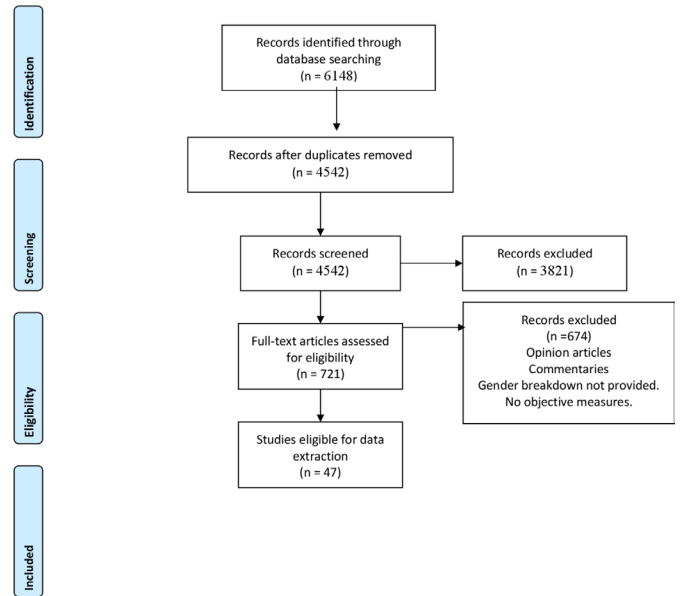 Identification
Records identified through
database searching
(n = 6148)
Records after duplicates removed
(n = 4542)
Screening
Records screened
(n = 4542)
Records excluded
(n = 3821)
Eligibility
Full-text articles assessed
for eligibility
(n = 721)
Records excluded
(n =674)
Opinion articles
Commentaries
Gender breakdown not provided.
No objective measures.
Studies eligible for data
extraction
(n = 47)
Included